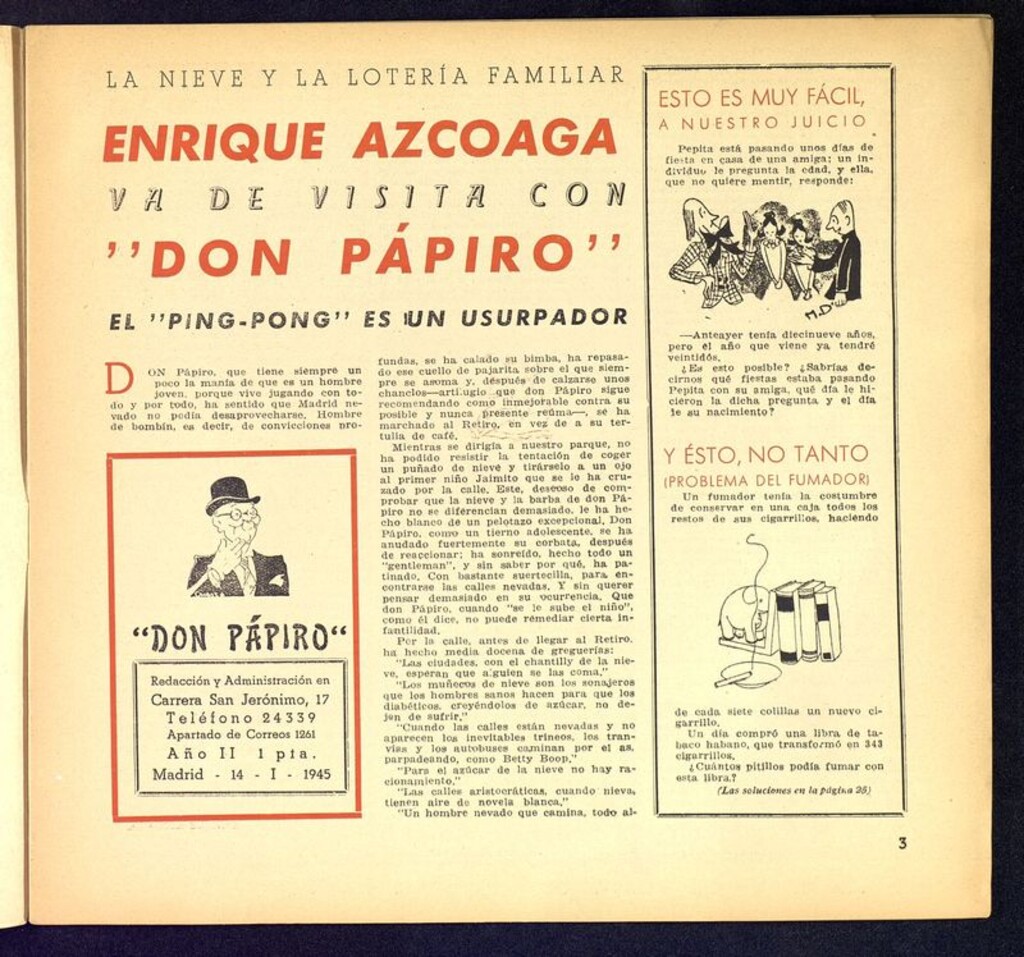 LA NIEVE Y LA LOTERÍA FAMILIAR
ENRIQUE AZCOAGA
VA DE VISITA CON
"DON PÁPIRO"
EL "PING-PONG" ES UN USURPADOR
DON Pápiro, que tiene siempre un
poco la manía de que es un hombre
joven, porque vive jugando con to-
do y por todo, ha sentido que Madrid ne-
vado no podía desaprovecharse. Hombre
de bombín, es decir, de convicciones pro-
"DON PÁPIRO"
Redacción y Administración en
Carrera San Jerónimo, 17
Teléfono 24339
Apartado de Correos 1261
Año II 1 pta.
Madrid - 14 - I - 1945
fundas, se ha calado su bimba, ha repasa-
do ese cuello de pajarita sobre el que siem-
pre se asoma y, después de calzarse unos
chanclos—artilugio que don Pápiro sigue
recomendando como inmejorable contra su
posible y nunca presente reúma—, se ha
marchado al Retiro, en vez de a su ter-
tulia de café.
Mientras se dirigía a nuestro parque, no
ha podido resistir la tentación de coger
un puñado de nieve y tirárselo a un ojo
al primer niño Jaimito que se le ha cru-
zado por la calle. Este, deseoso de com-
probar que la nieve y la barba de don Pá-
piro no se diferencian demasiado, le ha he-
cho blanco de un pelotazo excepcional. Don
Pápiro, como un tierno adolescente, se ha
anudado fuertemente su corbata, después
de reaccionar; ha sonreído, hecho todo un
"gentleman", y sin saber por qué, ha pa-
tinado. Con bastante suertecilla, para en-
contrarse las calles nevadas. Y sin querer
pensar demasiado en su ocurrencia. Que
don Pápiro, cuando "se le sube el niño",
como él dice, no puede remediar cierta in-
fantilidad.
Por la calle, antes de llegar al Retiro,
ha hecho media docena de greguerías:
"Las ciudades, con el chantilly de la nie-
ve, esperan que alguien se las coma."
"Los muñecos de nieve son los sonajeros
que los hombres sanos hacen para que los
diabéticos, creyéndolos de azúcar, no de-
jen de sufrir."
"Cuando las calles están nevadas y no
aparecen los inevitables trineos, los tran-
vías y los autobuses caminan por el as,
parpadeando, como Betty Boop."
"Para el azúcar de la nieve no hay ra-
cionamiento."
"Las calles aristocráticas, cuando nieva,
tienen aire de novela blanca."
"Un hombre nevado que camina, todo al-
ESTO ES MUY FÁCIL,
A NUESTRO JUICIO
Pepita está pasando unos días de
fiesta en casa de una amiga; un in-
dividuo le pregunta la edad, y ella,
que no quiere mentir, responde:
M.D
—Anteayer tenía diecinueve años,
pero el año que viene ya tendré
veintidós.
¿Es esto posible? ¿Sabrías de-
cirnos qué fiestas estaba pasando
Pepita con su amiga, qué día le hi-
cieron la dicha pregunta y el día
de su nacimiento?
Y ÉSTO, NO TANTO
(PROBLEMA DEL FUMADOR)
Un fumador tenía la costumbre
de conservar en una caja todos los
restos de sus cigarrillos, haciendo
de cada siete colillas un nuevo ci-
garrillo.
Un día compró una libra de ta-
baco habano, que transformó en 343
cigarrillos.
¿Cuántos pitillos podía fumar con
esta libra?
(Las soluciones en la página 26)
3